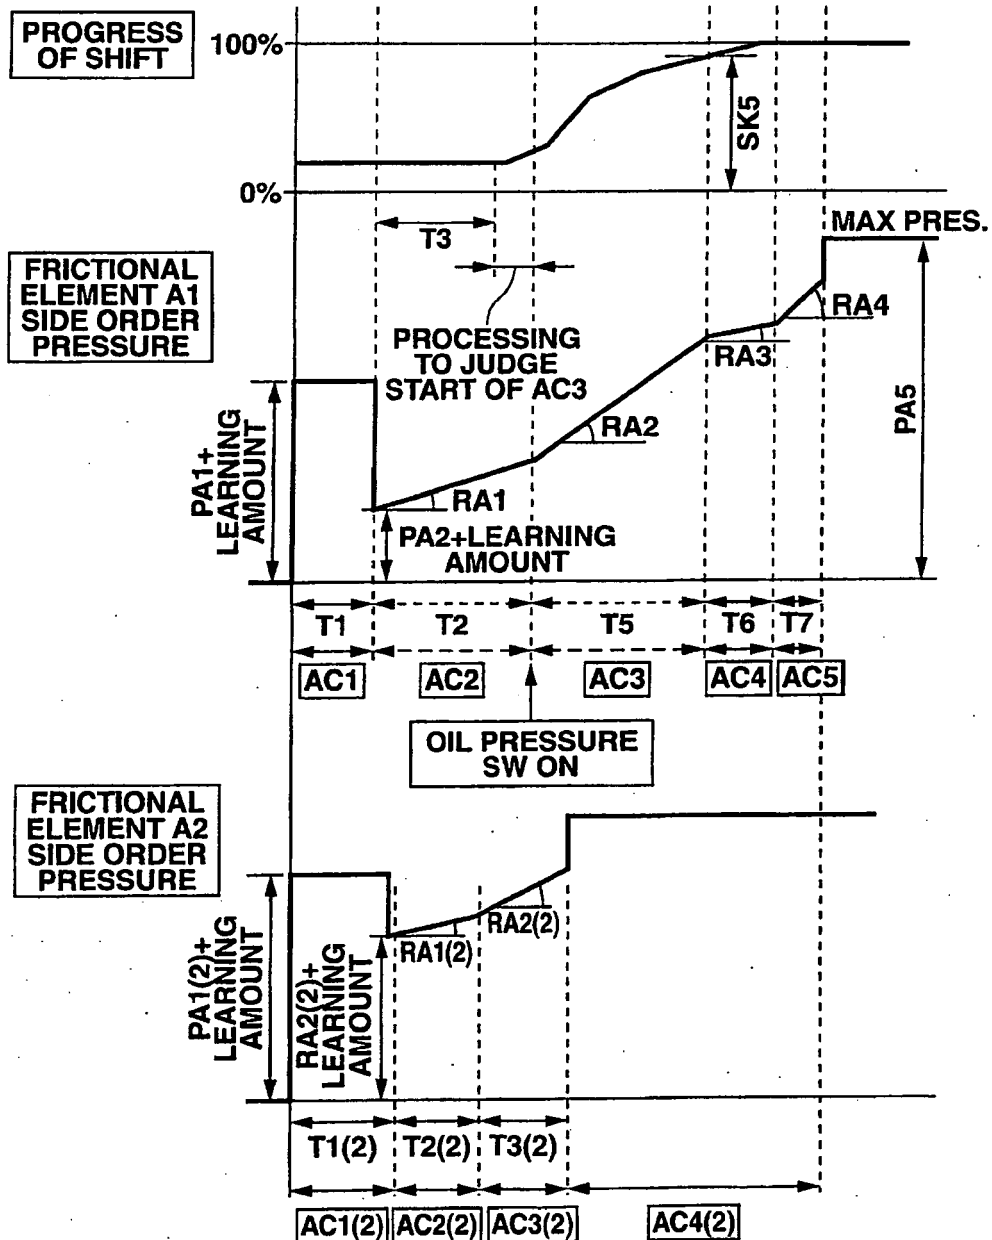 PROGRESS
OF SHIFT
100%
0%
SK5
T3
MAX PRES.
FRICTIONAL
ELEMENT A1
SIDE ORDER
PRESSURE
PROCESSING
TO JUDGE
START OF AC3
RA4
RA3
RA2
PA5
PA1+
LEARNING
AMOUNT
RA1
PA2+LEARNING
AMOUNT
T1
T2
T5
T6
T7
AC1
AC2
AC3
AC4
AC5
OIL PRESSURE
SW ON
FRICTIONAL
ELEMENT A2
SIDE ORDER
PRESSURE
RA1(2)
RA2(2)
PA1(2)+
LEARNING
AMOUNT
RA2(2)+
LEARNING
AMOUNT
T1(2)
T2(2)
T3(2)
AC1(2)
AC2(2)
AC3(2)
AC4(2)